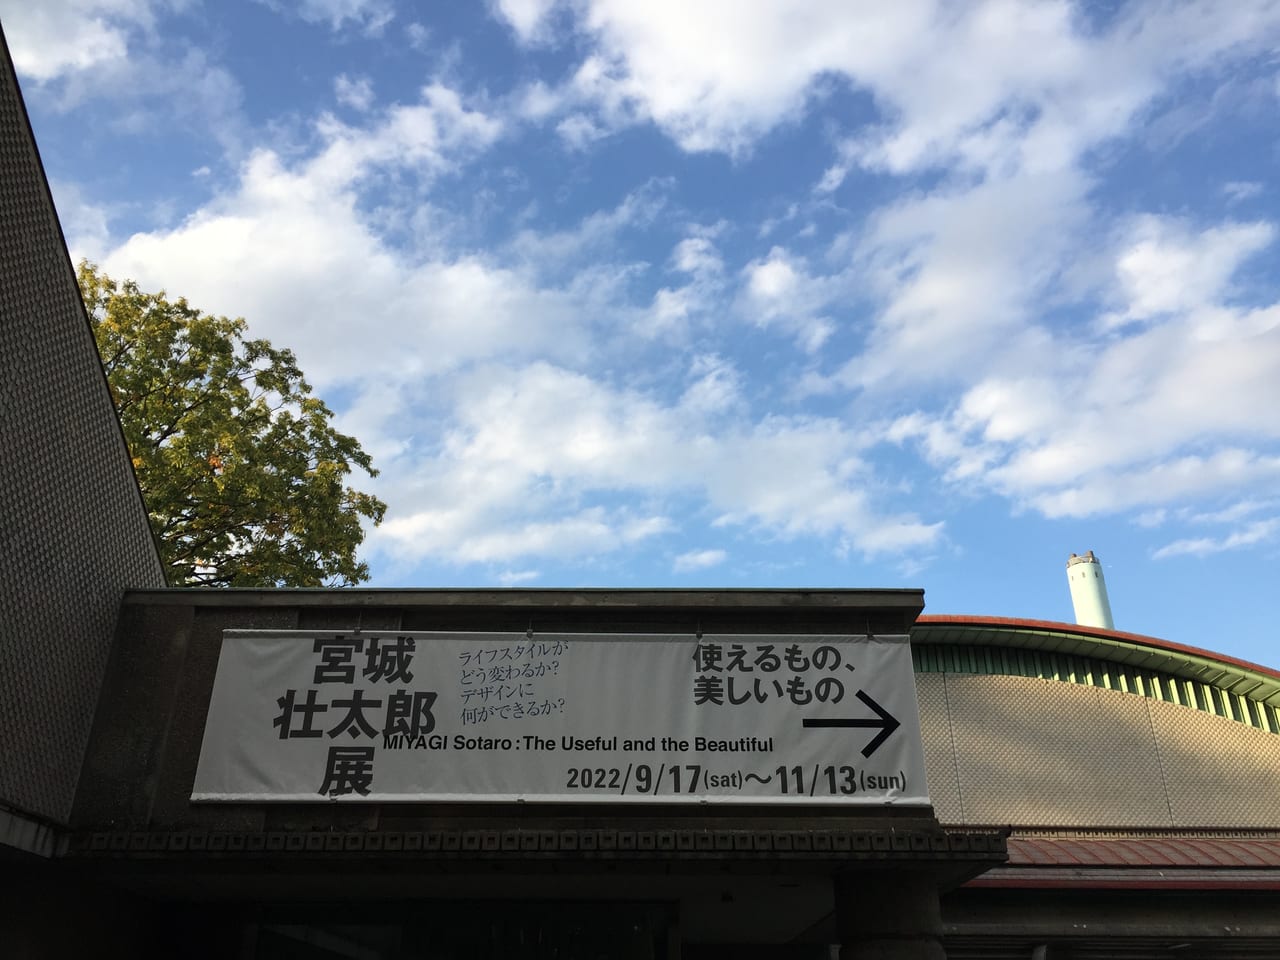 宮城
壮太郎
展
ライフスタイルが
どう変わるか?
デザインに
何ができるか?
使えるもの、
美しいもの
MIYAGI Sotaro : The Useful and the Beautiful
2022/9/17(sat)〜11/13(sun)